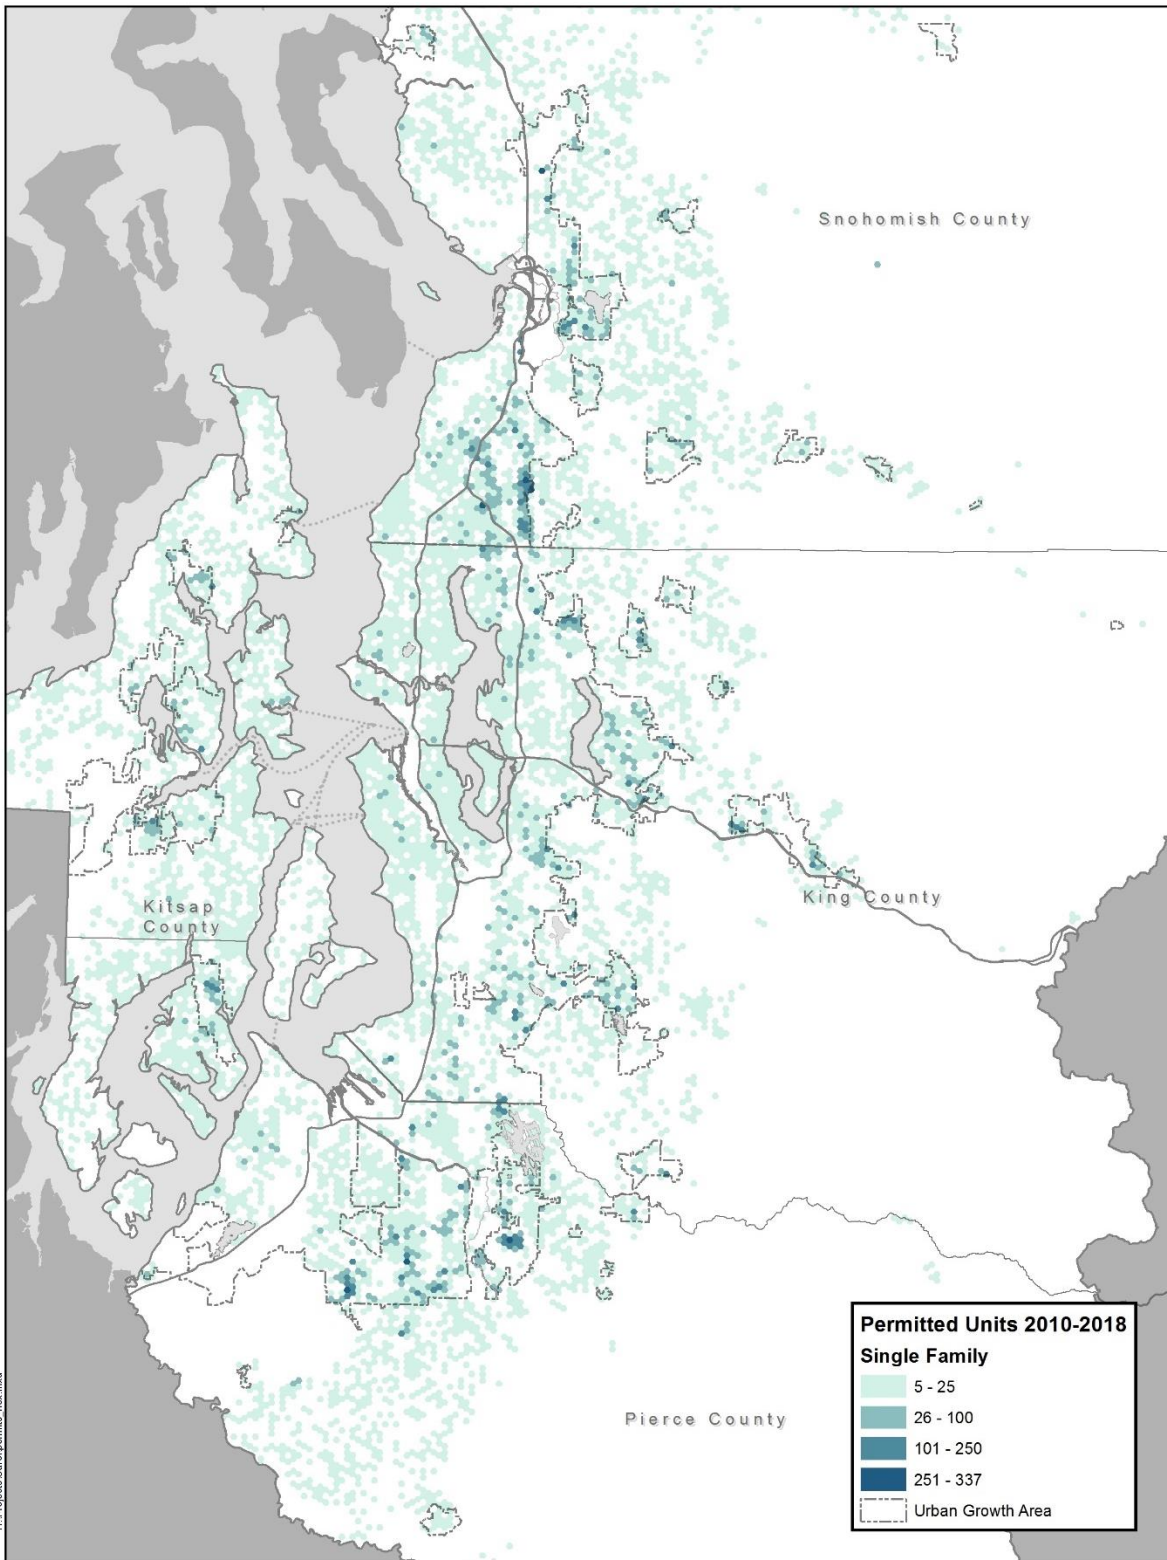 Snohomish County
King County
Kitsap
County
Pierce County
Permitted Units 2010-2018
Single Family
5 - 25
26 - 100
101 - 250
251 - 337
Urban Growth Area